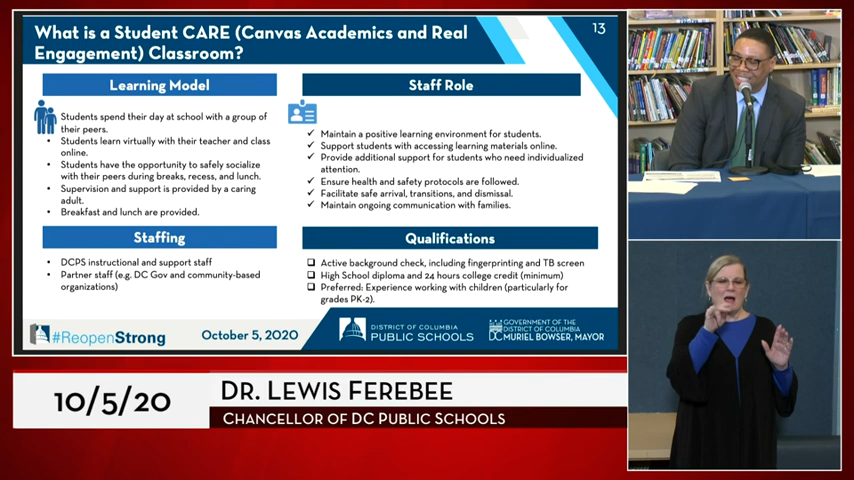 What is a Student CARE (Canvas Academics and Real
Engagement) Classroom?
13
Learning Model
Students spend their day at school with a group of
their peers.
• Students learn virtually with their teacher and class
online.
• Students have the opportunity to safely socialize
with their peers during breaks, recess, and lunch.
• Supervision and support is provided by a caring
adult.
• Breakfast and lunch are provided.
Staff Role
✓ Maintain a positive learning environment for students.
✓ Support students with accessing learning materials online.
✓ Provide additional support for students who need individualized
attention.
✓ Ensure health and safety protocols are followed.
✓ Facilitate safe arrival, transitions, and dismissal.
✓ Maintain ongoing communication with families.
Staffing
• DCPS instructional and support staff
• Partner staff (e.g. DC Gov and community-based
organizations)
Qualifications
❑ Active background check, including fingerprinting and TB screen
❑ High School diploma and 24 hours college credit (minimum)
❑ Preferred: Experience working with children (particularly for
grades PK-2).
#ReopenStrong
October 5, 2020
DISTRICT OF COLUMBIA
PUBLIC SCHOOLS
GOVERNMENT OF THE
DISTRICT OF COLUMBIA
MURIEL BOWSER, MAYOR
10/5/20
DR. LEWIS FEREBEE
CHANCELLOR OF DC PUBLIC SCHOOLS